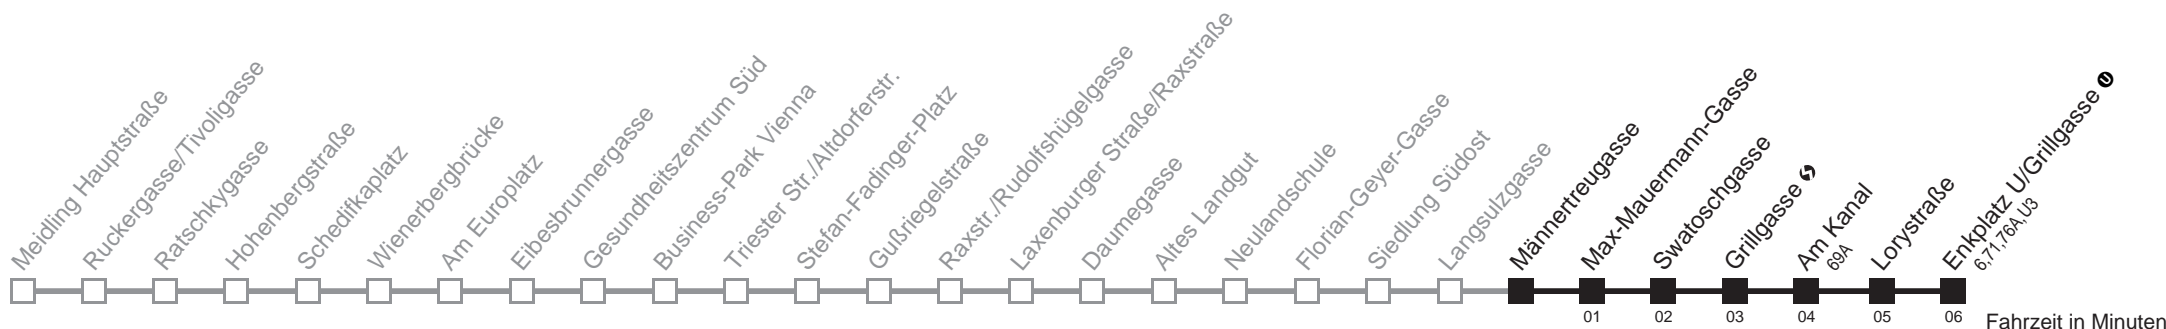 Meidling Hauptstraße
Ruckergasse/Tivoligasse
Ratschkygasse
Hohenbergstraße
Schedifkaplatz
Wienerbergbrücke
Am Europlatz
Eibesbrunnergasse
Gesundheitszentrum Süd
Business-Park Vienna
Triester Str./Altdorferstr.
Stefan-Fadinger-Platz
Gußriegelstraße
Raxstr./Rudolfshügelgasse
Laxenburger Straße/Raxstraße
Daumegasse
Altes Landgut
Neulandschule
Florian-Geyer-Gasse
Siedlung Südost
Langsulzgasse
Männertreugasse
Max-Mauermann-Gasse
Swatoschgasse
Grillgasse S
Am Kanal
69A
Lorystraße
Enkplatz U/Grillgasse U
6,71,76A,U3
01 02 03 04 05 06 Fahrzeit in Minuten